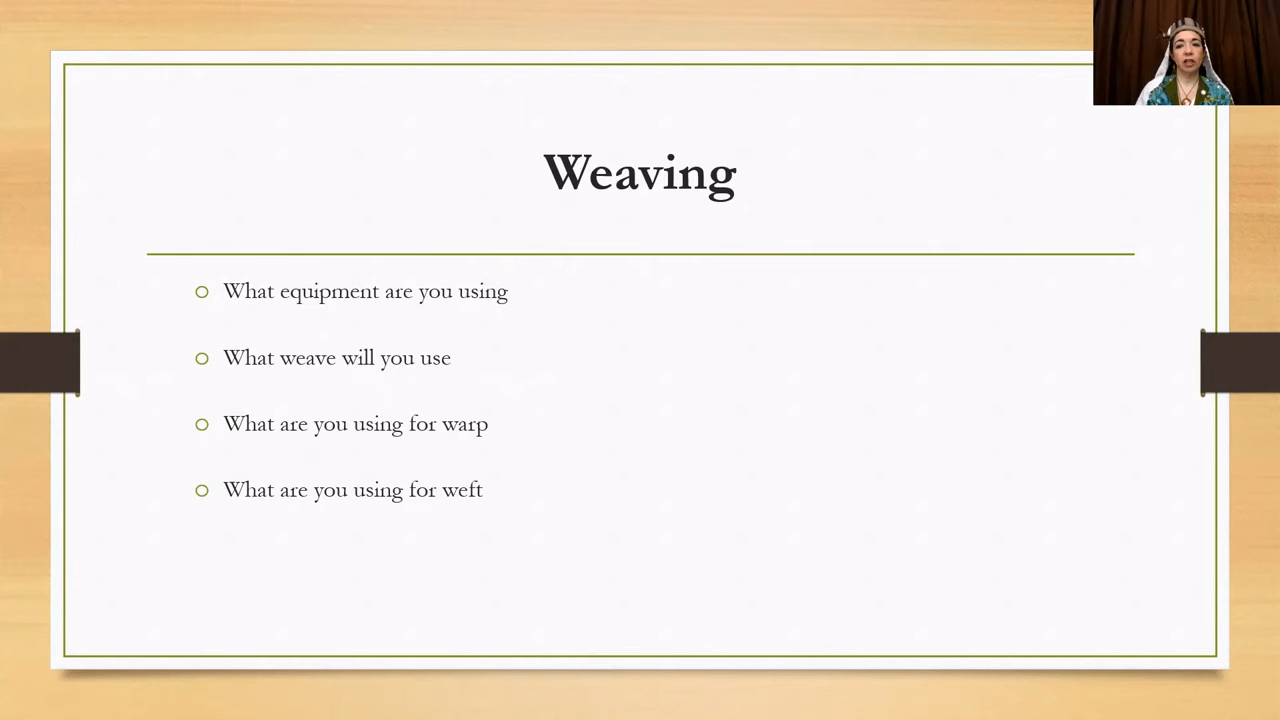 Weaving
What equipment are you using
What weave will you use
What are you using for warp
What are you using for weft